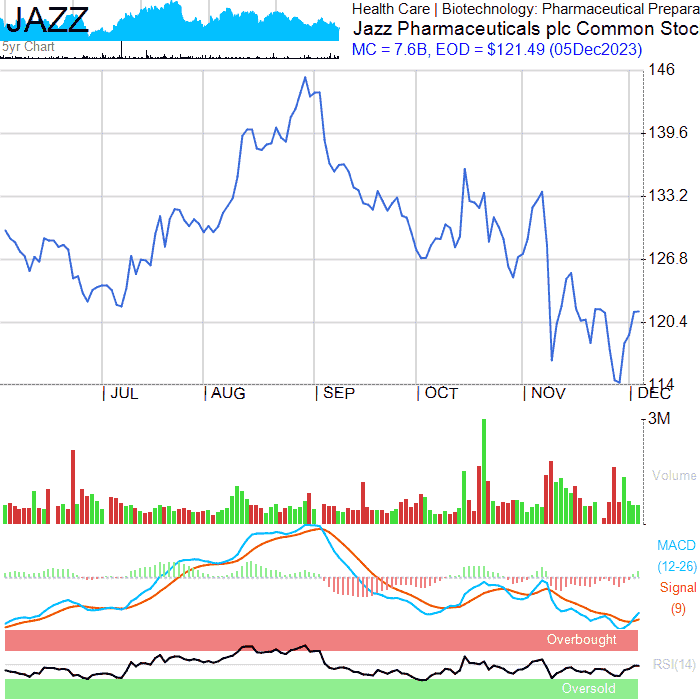 JAZZ
5yr Chart
Health Care | Biotechnology: Pharmaceutical Prepara
Jazz Pharmaceuticals plc Common Stoc
MC = 7.6B, EOD = $121.49 (05Dec2023)
146
139.6
133.2
126.8
120.4
114
| JUL | AUG | SEP | OCT | NOV | DEC
3M
Volume
MACD
(12-26)
Signal
(9)
Overbought
RSI(14)
Oversold